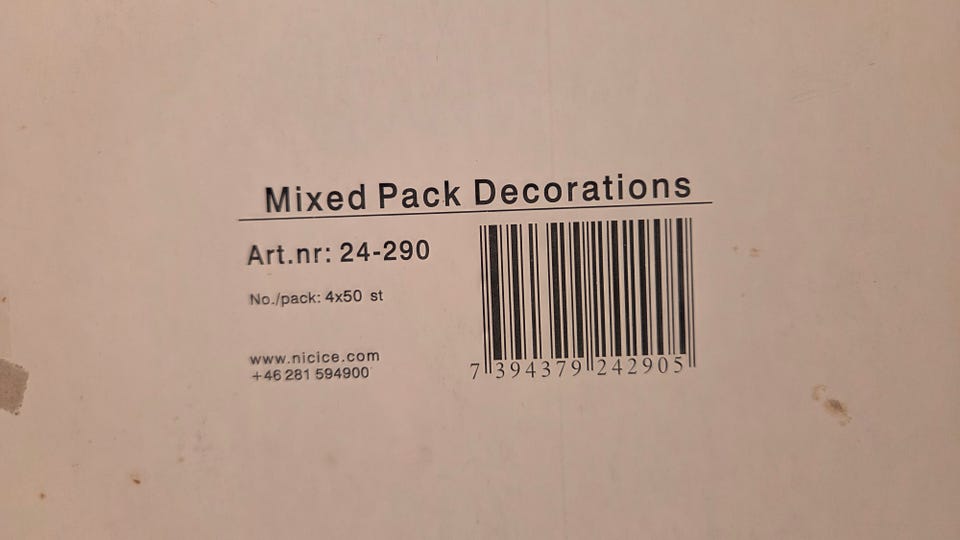 Mixed Pack Decorations
Art.nr: 24-290
No./pack: 4x50 st
www.nicice.com
+46 281 594900
7 394379 242905